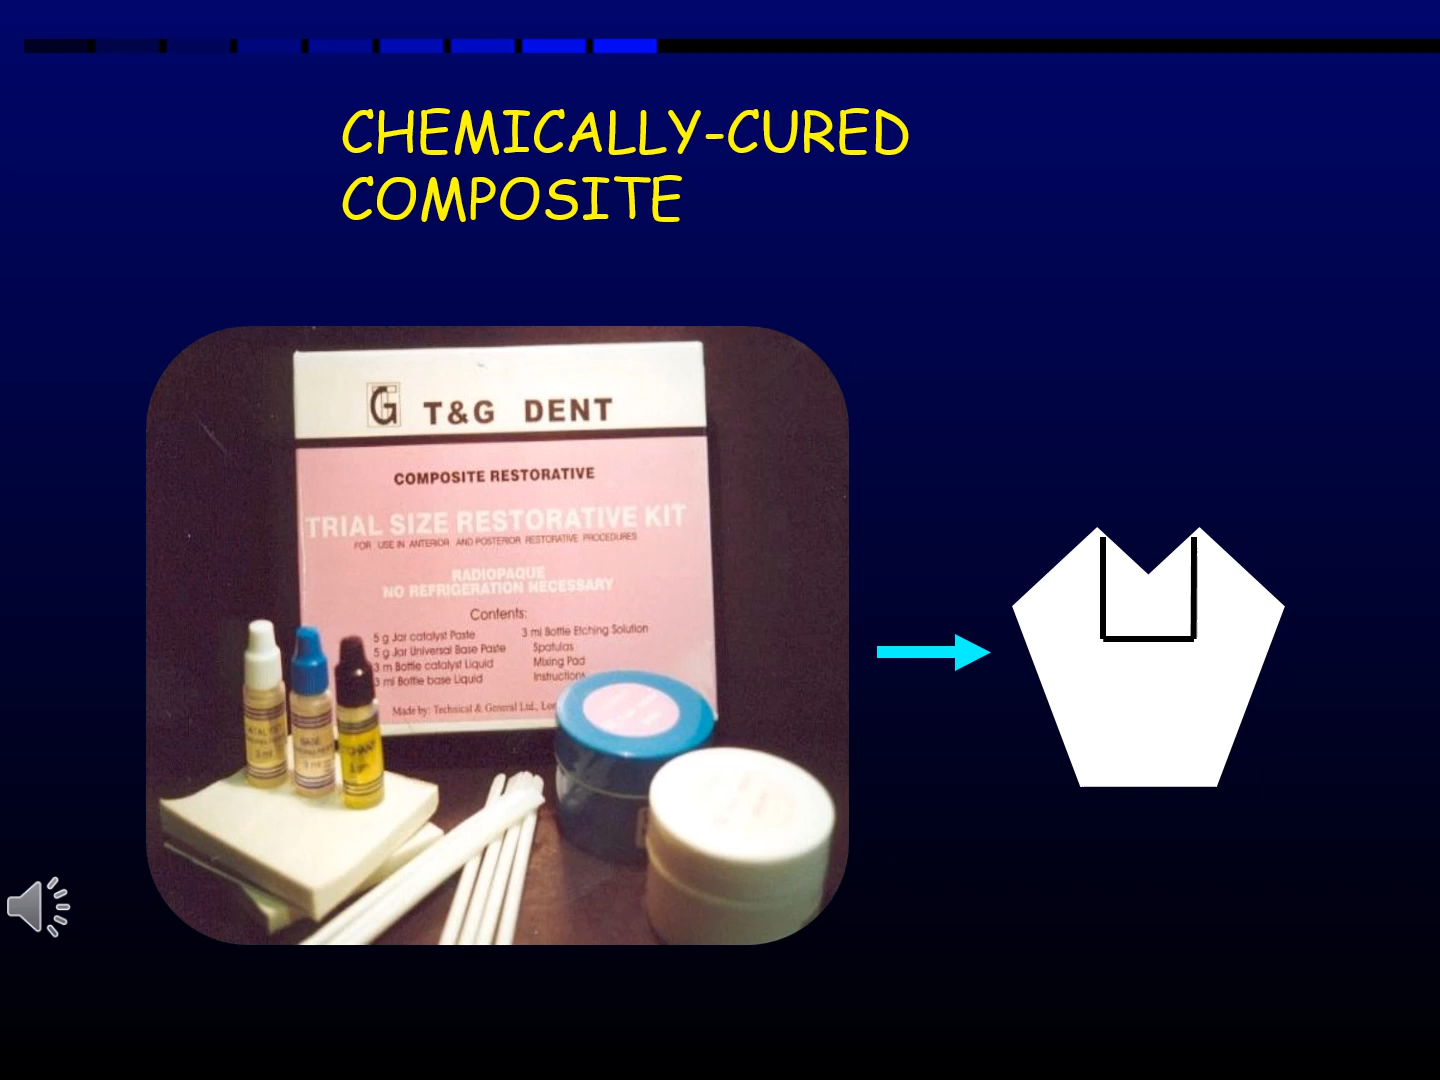 CHEMICALLY-CURED
COMPOSITE
G T&G DENT
COMPOSITE RESTORATIVE
TRIAL SIZE RESTORATIVE KIT
FOR USE IN ANTERIOR AND POSTERIOR RESTORATIVE PROCEDURES
RADIOPAQUE
NO REFRIGERATION NECESSARY
Contents:
5 g Jar catalyst Paste
5 g Jar Universal Base Paste
3 m Bottle catalyst Liquid
3 ml Bottle base Liquid
3 ml Bottle Etching Solution
Spatulas
Mixing Pad
Instructions
Made by: Technical & General Ltd.,
BASE